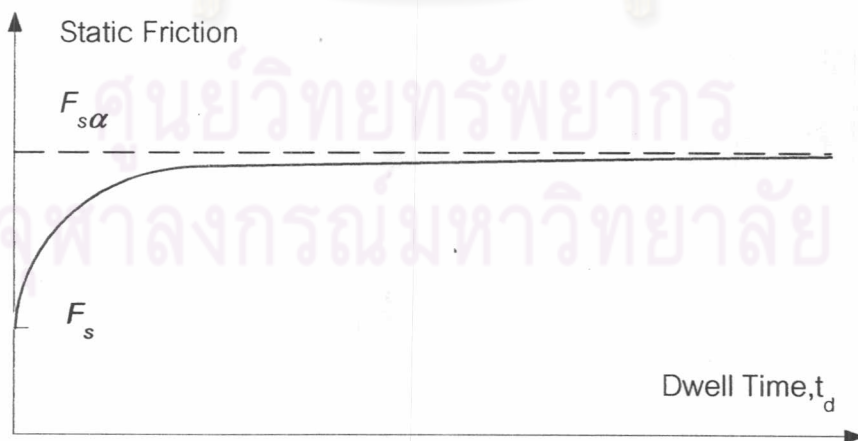 Static Friction
F_sα
ศูนย์วิทยทรัพยากร
จุฬาลงกรณ์มหาวิทยาลัย
F_s
Dwell Time,t_d